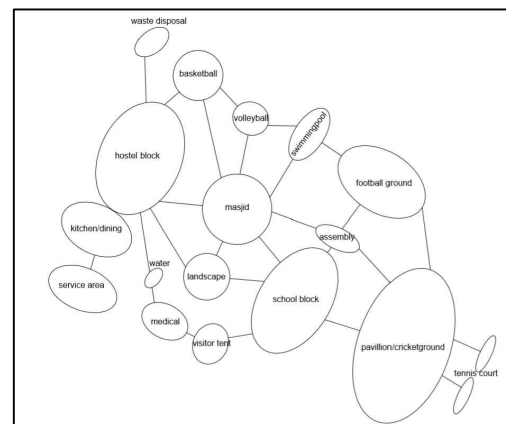 waste disposal
basketball
volleyball
swimmingpool
hostel block
football ground
masjid
kitchen/dining
assembly
water
service area
landscape
school block
medical
visitor tent
pavillion/cricketground
tennis court